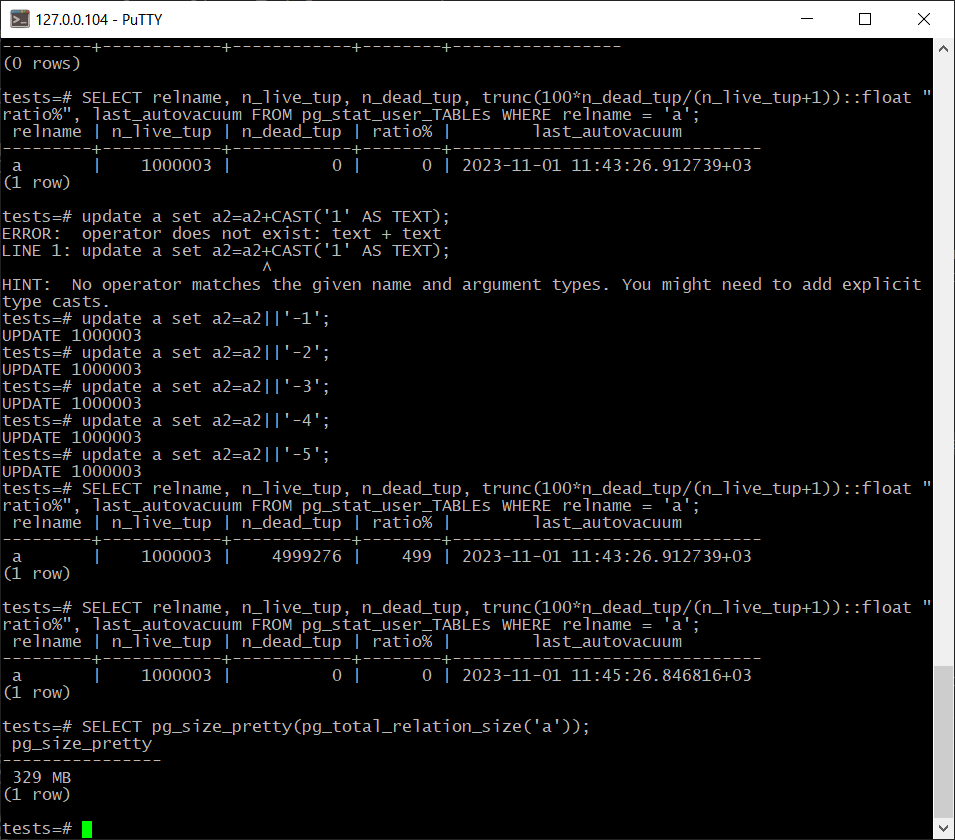 127.0.0.104 - PuTTY
---------+------------+------------+--------+-----------------
(0 rows)
tests=# SELECT relname, n_live_tup, n_dead_tup, trunc(100*n_dead_tup/(n_live_tup+1))::float "
ratio%", last_autovacuum FROM pg_stat_user_TABLEs WHERE relname = 'a';
 relname | n_live_tup | n_dead_tup | ratio% |        last_autovacuum
---------+------------+------------+--------+-------------------------------
 a       |    1000003 |          0 |      0 | 2023-11-01 11:43:26.912739+03
(1 row)
tests=# update a set a2=a2+CAST('1' AS TEXT);
ERROR:  operator does not exist: text + text
LINE 1: update a set a2=a2+CAST('1' AS TEXT);
                          ^
HINT:  No operator matches the given name and argument types. You might need to add explicit
type casts.
tests=# update a set a2=a2||'-1';
UPDATE 1000003
tests=# update a set a2=a2||'-2';
UPDATE 1000003
tests=# update a set a2=a2||'-3';
UPDATE 1000003
tests=# update a set a2=a2||'-4';
UPDATE 1000003
tests=# update a set a2=a2||'-5';
UPDATE 1000003
tests=# SELECT relname, n_live_tup, n_dead_tup, trunc(100*n_dead_tup/(n_live_tup+1))::float "
ratio%", last_autovacuum FROM pg_stat_user_TABLEs WHERE relname = 'a';
 relname | n_live_tup | n_dead_tup | ratio% |        last_autovacuum
---------+------------+------------+--------+-------------------------------
 a       |    1000003 |    4999276 |    499 | 2023-11-01 11:43:26.912739+03
(1 row)
tests=# SELECT relname, n_live_tup, n_dead_tup, trunc(100*n_dead_tup/(n_live_tup+1))::float "
ratio%", last_autovacuum FROM pg_stat_user_TABLEs WHERE relname = 'a';
 relname | n_live_tup | n_dead_tup | ratio% |        last_autovacuum
---------+------------+------------+--------+-------------------------------
 a       |    1000003 |          0 |      0 | 2023-11-01 11:45:26.846816+03
(1 row)
tests=# SELECT pg_size_pretty(pg_total_relation_size('a'));
 pg_size_pretty
----------------
 329 MB
(1 row)
tests=#